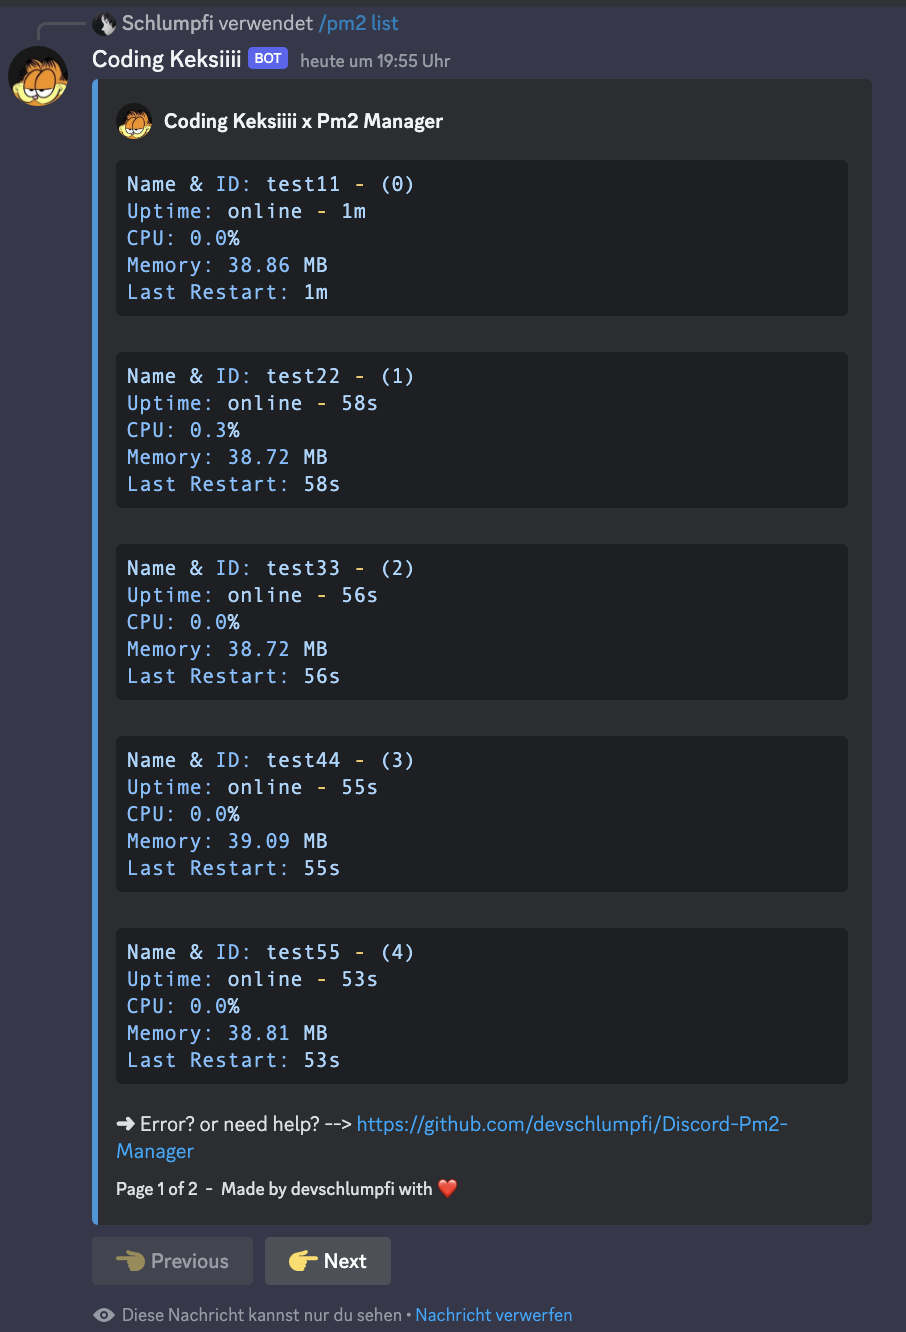 Schlumpfi verwendet /pm2 list
Coding Keksiiii BOT heute um 19:55 Uhr
Coding Keksiiii x Pm2 Manager
Name & ID: test11 - (0)
Uptime: online - 1m
CPU: 0.0%
Memory: 38.86 MB
Last Restart: 1m
Name & ID: test22 - (1)
Uptime: online - 58s
CPU: 0.3%
Memory: 38.72 MB
Last Restart: 58s
Name & ID: test33 - (2)
Uptime: online - 56s
CPU: 0.0%
Memory: 38.72 MB
Last Restart: 56s
Name & ID: test44 - (3)
Uptime: online - 55s
CPU: 0.0%
Memory: 39.09 MB
Last Restart: 55s
Name & ID: test55 - (4)
Uptime: online - 53s
CPU: 0.0%
Memory: 38.81 MB
Last Restart: 53s
➜ Error? or need help? --> https://github.com/devschlumpfi/Discord-Pm2-
Manager
Page 1 of 2 - Made by devschlumpfi with ❤️
👈 Previous 👉 Next
Diese Nachricht kannst nur du sehen • Nachricht verwerfen